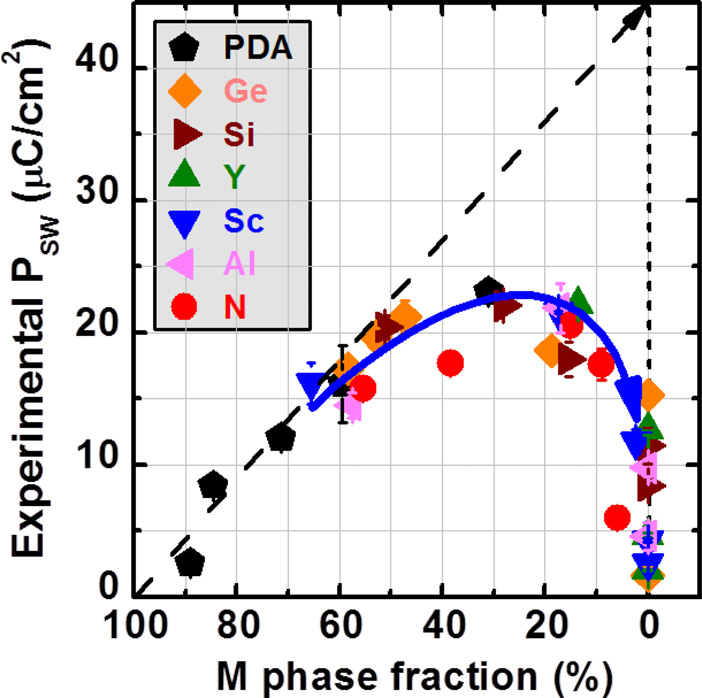 Experimental P_sw (μC/cm²)
40
30
20
10
0
PDA
Ge
Si
Y
Sc
Al
N
100 80 60 40 20 0
M phase fraction (%)